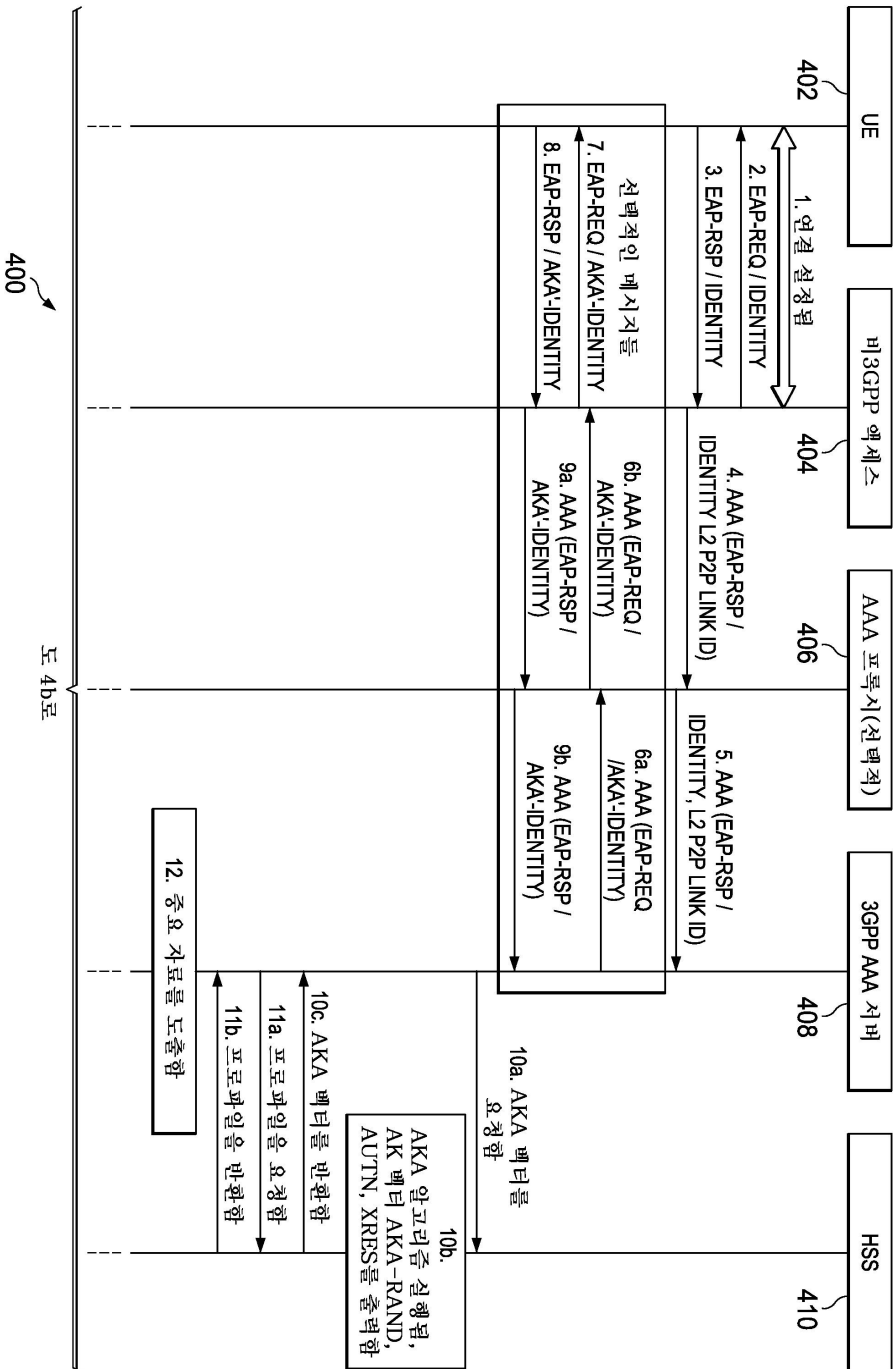 UE
402
비3GPP 액세스
404
AAA 프록시(선택적)
406
3GPP AAA 서버
408
HSS
410
1. 연결 설정됨
2. EAP-REQ / IDENTITY
3. EAP-RSP / IDENTITY
4. AAA (EAP-RSP /
IDENTITY L2 P2P LINK ID)
5. AAA (EAP-RSP /
IDENTITY, L2 P2P LINK ID)
선택적인 메시지들
6a. AAA (EAP-REQ
/AKA'-IDENTITY)
6b. AAA (EAP-REQ /
AKA'-IDENTITY)
7. EAP-REQ / AKA'-IDENTITY
8. EAP-RSP / AKA'-IDENTITY
9a. AAA (EAP-RSP /
AKA'-IDENTITY)
9b. AAA (EAP-RSP /
AKA'-IDENTITY)
10a. AKA 벡터를
요청함
10b.
AKA 알고리즘 실행됨,
AK 벡터 AKA-RAND,
AUTN, XRES를 출력함
10c. AKA 벡터를 반환함
11a. 프로파일을 요청함
11b. 프로파일을 반환함
12. 중요 자료를 도출함
400
도 4b로